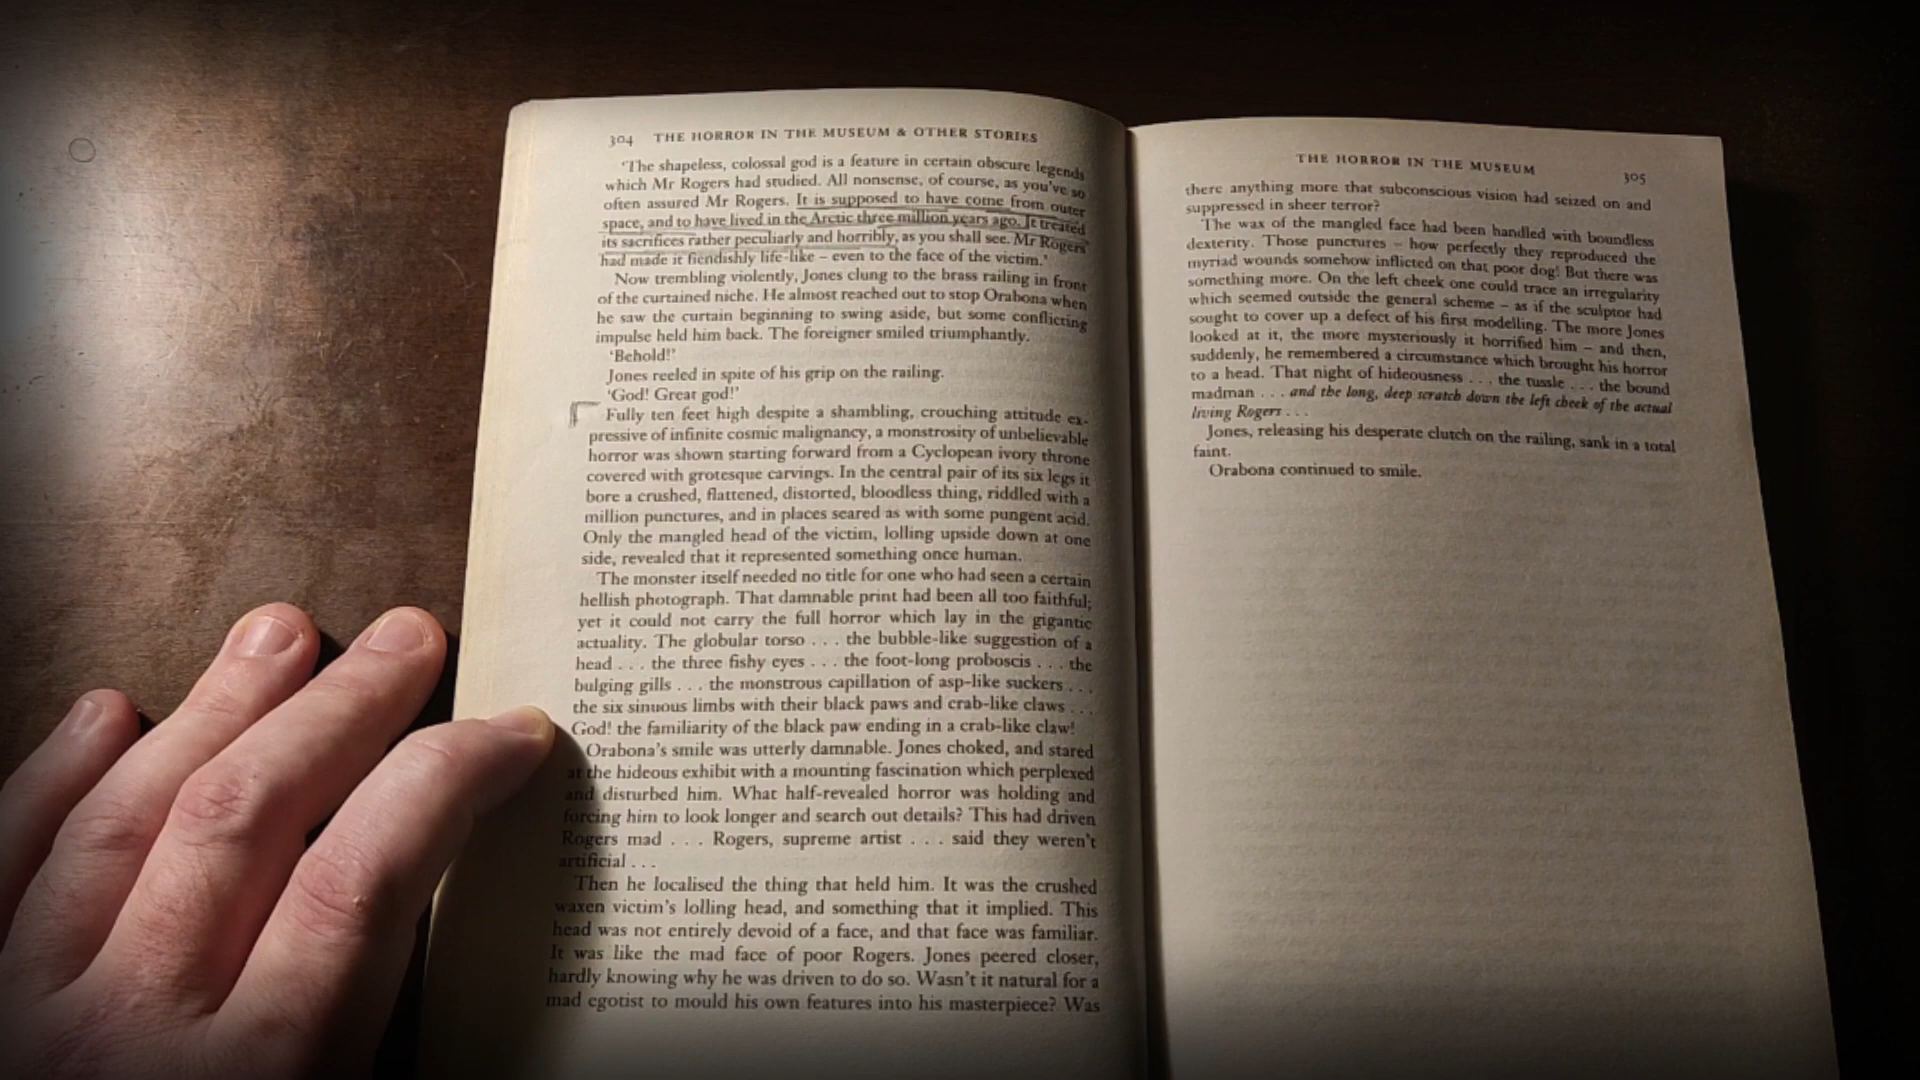 304 THE HORROR IN THE MUSEUM & OTHER STORIES
'The shapeless, colossal god is a feature in certain obscure legends
which Mr Rogers had studied. All nonsense, of course, as you've so
often assured Mr Rogers. It is supposed to have come from outer
space, and to have lived in the Arctic three million years ago. It treated
its sacrifices rather peculiarly and horribly, as you shall see. Mr Rogers
had made it fiendishly life-like – even to the face of the victim.'
Now trembling violently, Jones clung to the brass railing in front
of the curtained niche. He almost reached out to stop Orabona when
he saw the curtain beginning to swing aside, but some conflicting
impulse held him back. The foreigner smiled triumphantly.
'Behold!'
Jones reeled in spite of his grip on the railing.
'God! Great god!'
Fully ten feet high despite a shambling, crouching attitude ex-
pressive of infinite cosmic malignancy, a monstrosity of unbelievable
horror was shown starting forward from a Cyclopean ivory throne
covered with grotesque carvings. In the central pair of its six legs it
bore a crushed, flattened, distorted, bloodless thing, riddled with a
million punctures, and in places seared as with some pungent acid.
Only the mangled head of the victim, lolling upside down at one
side, revealed that it represented something once human.
The monster itself needed no title for one who had seen a certain
hellish photograph. That damnable print had been all too faithful;
yet it could not carry the full horror which lay in the gigantic
actuality. The globular torso . . . the bubble-like suggestion of a
head . . . the three fishy eyes . . . the foot-long proboscis . . . the
bulging gills . . . the monstrous capillation of asp-like suckers . . .
the six sinuous limbs with their black paws and crab-like claws . . .
God! the familiarity of the black paw ending in a crab-like claw!
Orabona's smile was utterly damnable. Jones choked, and stared
at the hideous exhibit with a mounting fascination which perplexed
and disturbed him. What half-revealed horror was holding and
forcing him to look longer and search out details? This had driven
Rogers mad . . . Rogers, supreme artist . . . said they weren't
artificial . . .
Then he localised the thing that held him. It was the crushed
waxen victim's lolling head, and something that it implied. This
head was not entirely devoid of a face, and that face was familiar.
It was like the mad face of poor Rogers. Jones peered closer,
hardly knowing why he was driven to do so. Wasn't it natural for a
mad egotist to mould his own features into his masterpiece? Was
THE HORROR IN THE MUSEUM 305
there anything more that subconscious vision had seized on and
suppressed in sheer terror?
The wax of the mangled face had been handled with boundless
dexterity. Those punctures – how perfectly they reproduced the
myriad wounds somehow inflicted on that poor dog! But there was
something more. On the left cheek one could trace an irregularity
which seemed outside the general scheme – as if the sculptor had
sought to cover up a defect of his first modelling. The more Jones
looked at it, the more mysteriously it horrified him – and then,
suddenly, he remembered a circumstance which brought his horror
to a head. That night of hideousness . . . the tussle . . . the bound
madman . . . and the long, deep scratch down the left cheek of the actual
living Rogers . . .
Jones, releasing his desperate clutch on the railing, sank in a total
faint.
Orabona continued to smile.